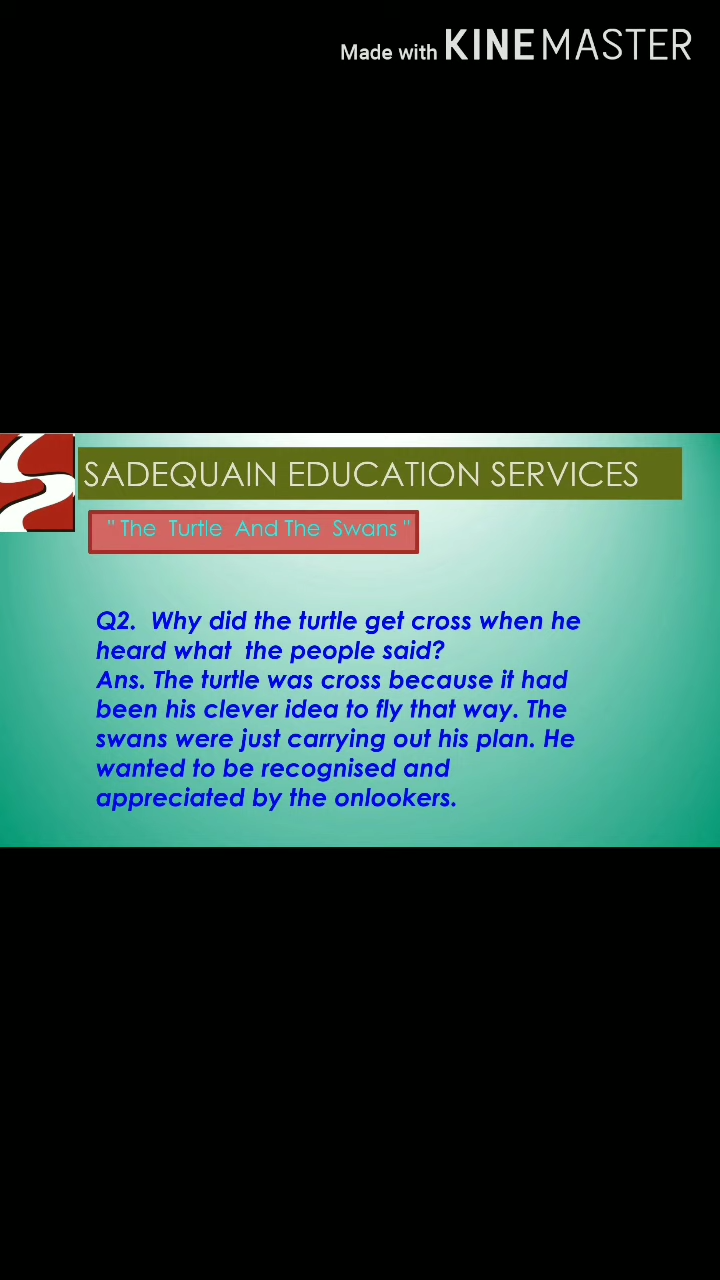 Made with KINEMASTER
SADEQUAIN EDUCATION SERVICES
" The Turtle And The Swans "
Q2. Why did the turtle get cross when he
heard what the people said?
Ans. The turtle was cross because it had
been his clever idea to fly that way. The
swans were just carrying out his plan. He
wanted to be recognised and
appreciated by the onlookers.